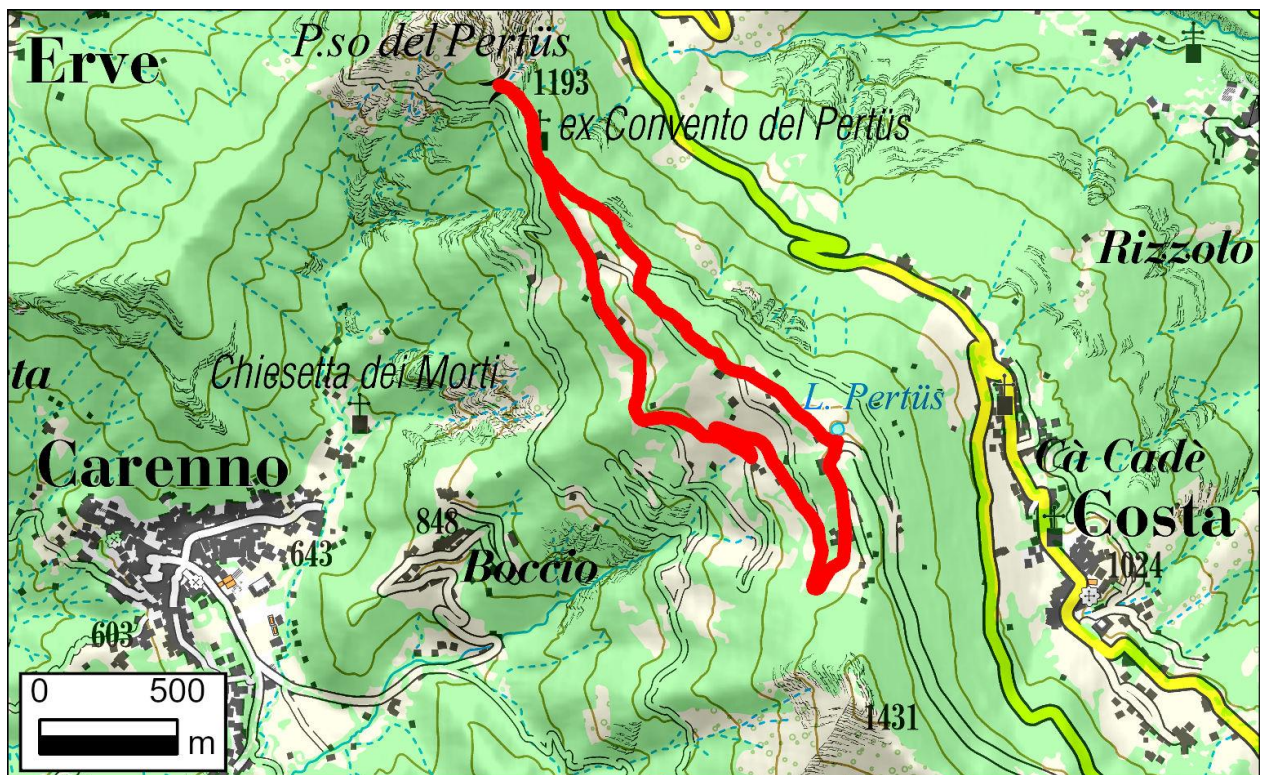 P.so del Pertüs
Erve
1193
ex Convento del Pertüs
Rizzolo
ta
Chiesetta dei Morti
L. Pertüs
Carenno
Cà Cadè
848
Costa
643
Boccio
1024
603
0 500
m
1431